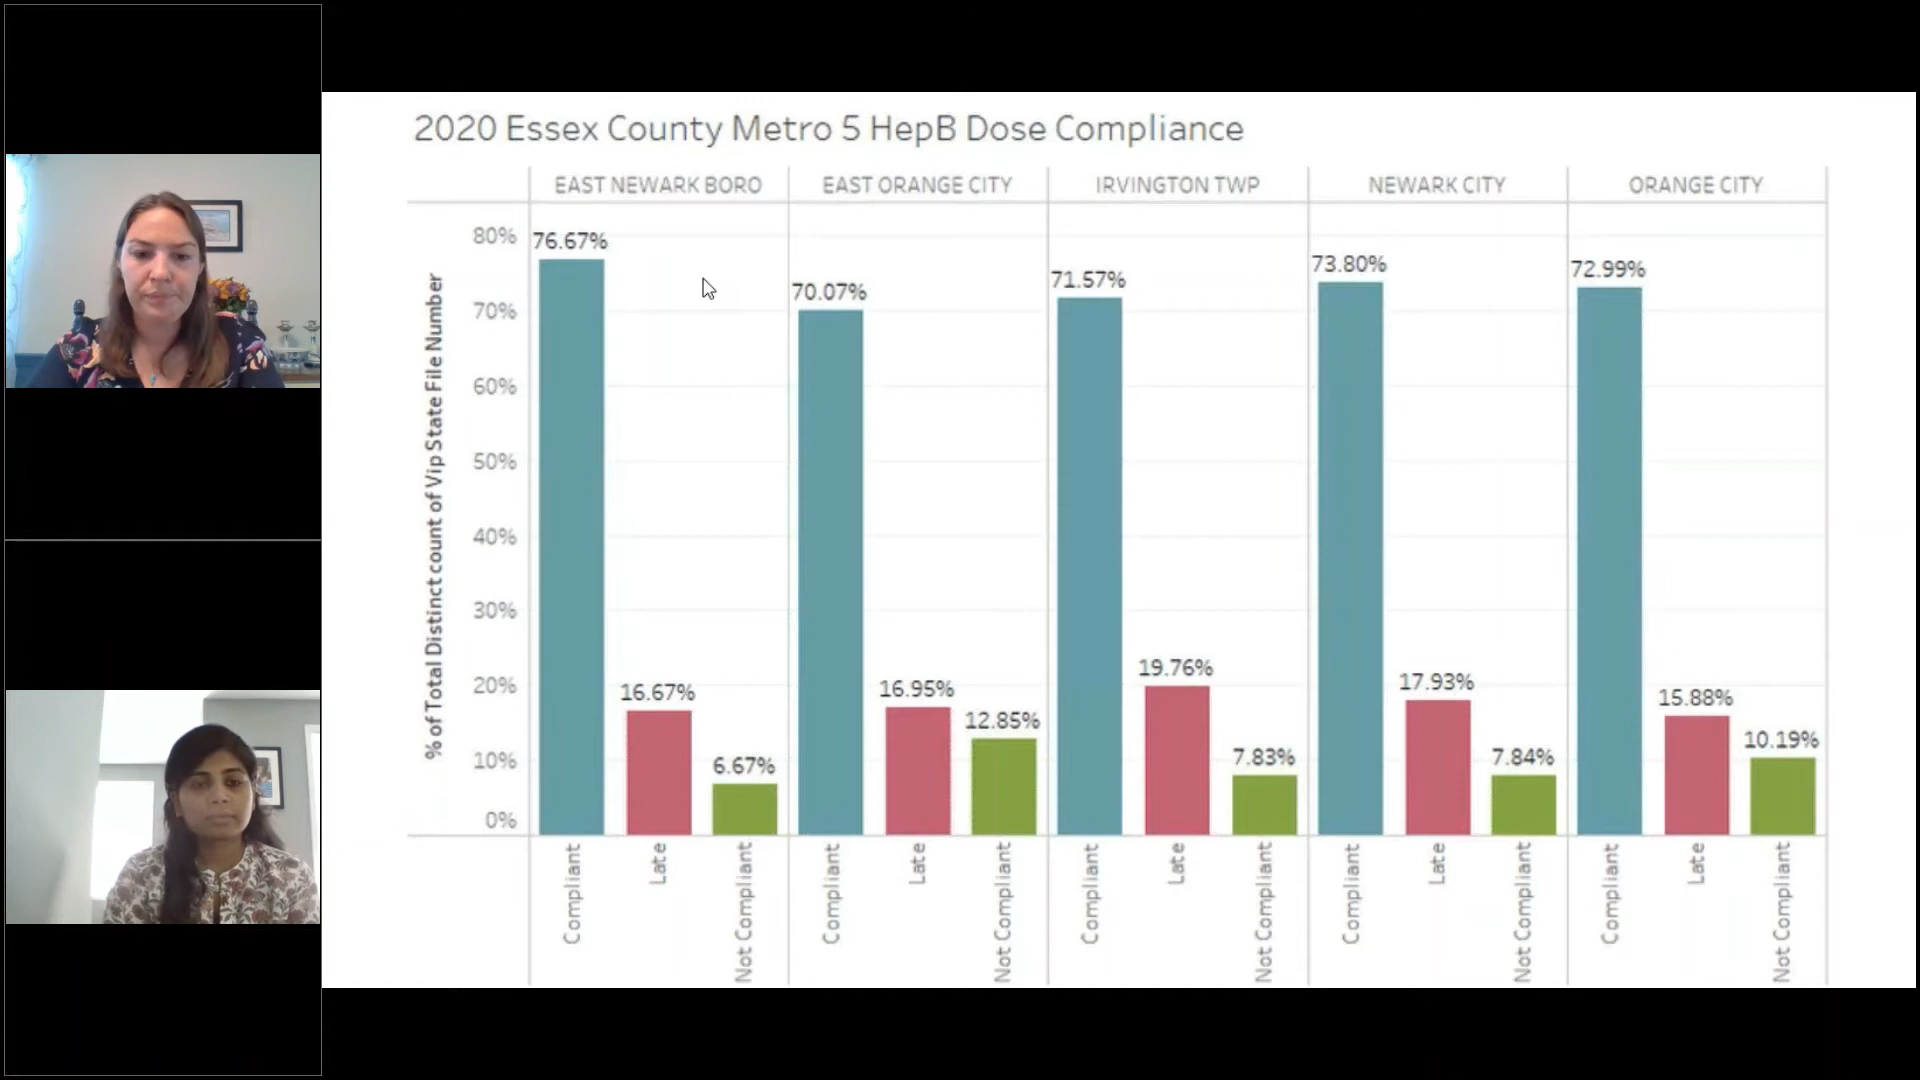 2020 Essex County Metro 5 HepB Dose Compliance
EAST NEWARK BORO EAST ORANGE CITY IRVINGTON TWP NEWARK CITY ORANGE CITY
% of Total Distinct count of Vip State File Number
80%
70%
60%
50%
40%
30%
20%
10%
0%
76.67% 16.67% 6.67%
70.07% 16.95% 12.85%
71.57% 19.76% 7.83%
73.80% 17.93% 7.84%
72.99% 15.88% 10.19%
Compliant Late Not Compliant Compliant Late Not Compliant Compliant Late Not Compliant Compliant Late Not Compliant Compliant Late Not Compliant